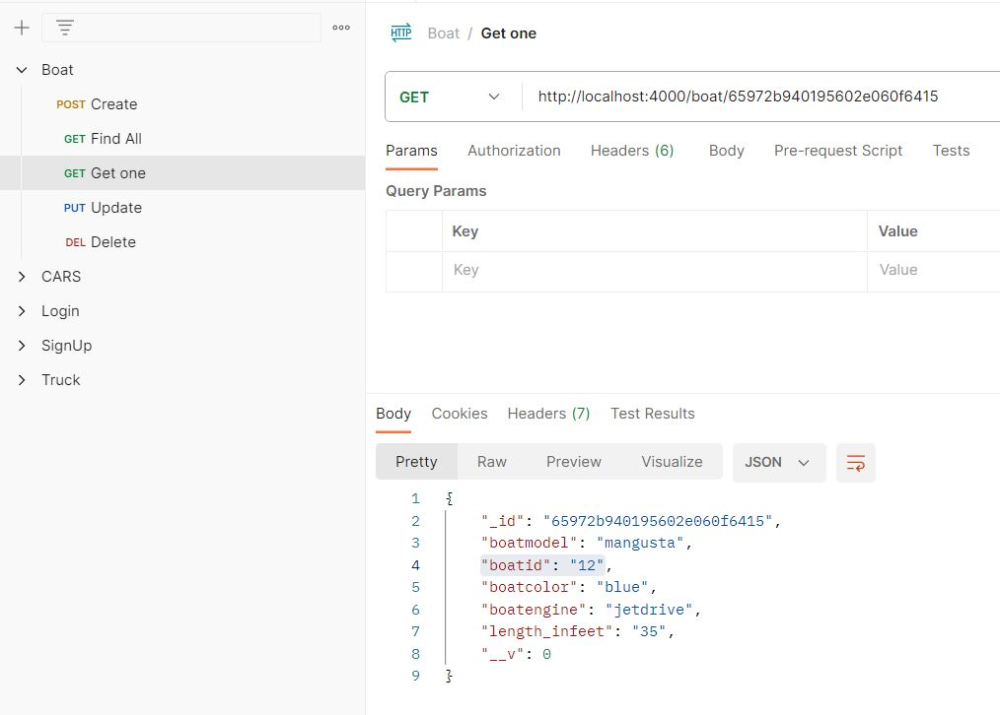 HTTP Boat / Get one
Boat
POST Create
GET Find All
GET Get one
PUT Update
DEL Delete
CARS
Login
SignUp
Truck
GET http://localhost:4000/boat/65972b940195602e060f6415
Params Authorization Headers (6) Body Pre-request Script Tests
Query Params
Key Value
Key Value
Body Cookies Headers (7) Test Results
Pretty Raw Preview Visualize JSON
1 {
2 "_id": "65972b940195602e060f6415",
3 "boatmodel": "mangusta",
4 "boatid": "12",
5 "boatcolor": "blue",
6 "boatengine": "jetdrive",
7 "length_infeet": "35",
8 "__v": 0
9 }